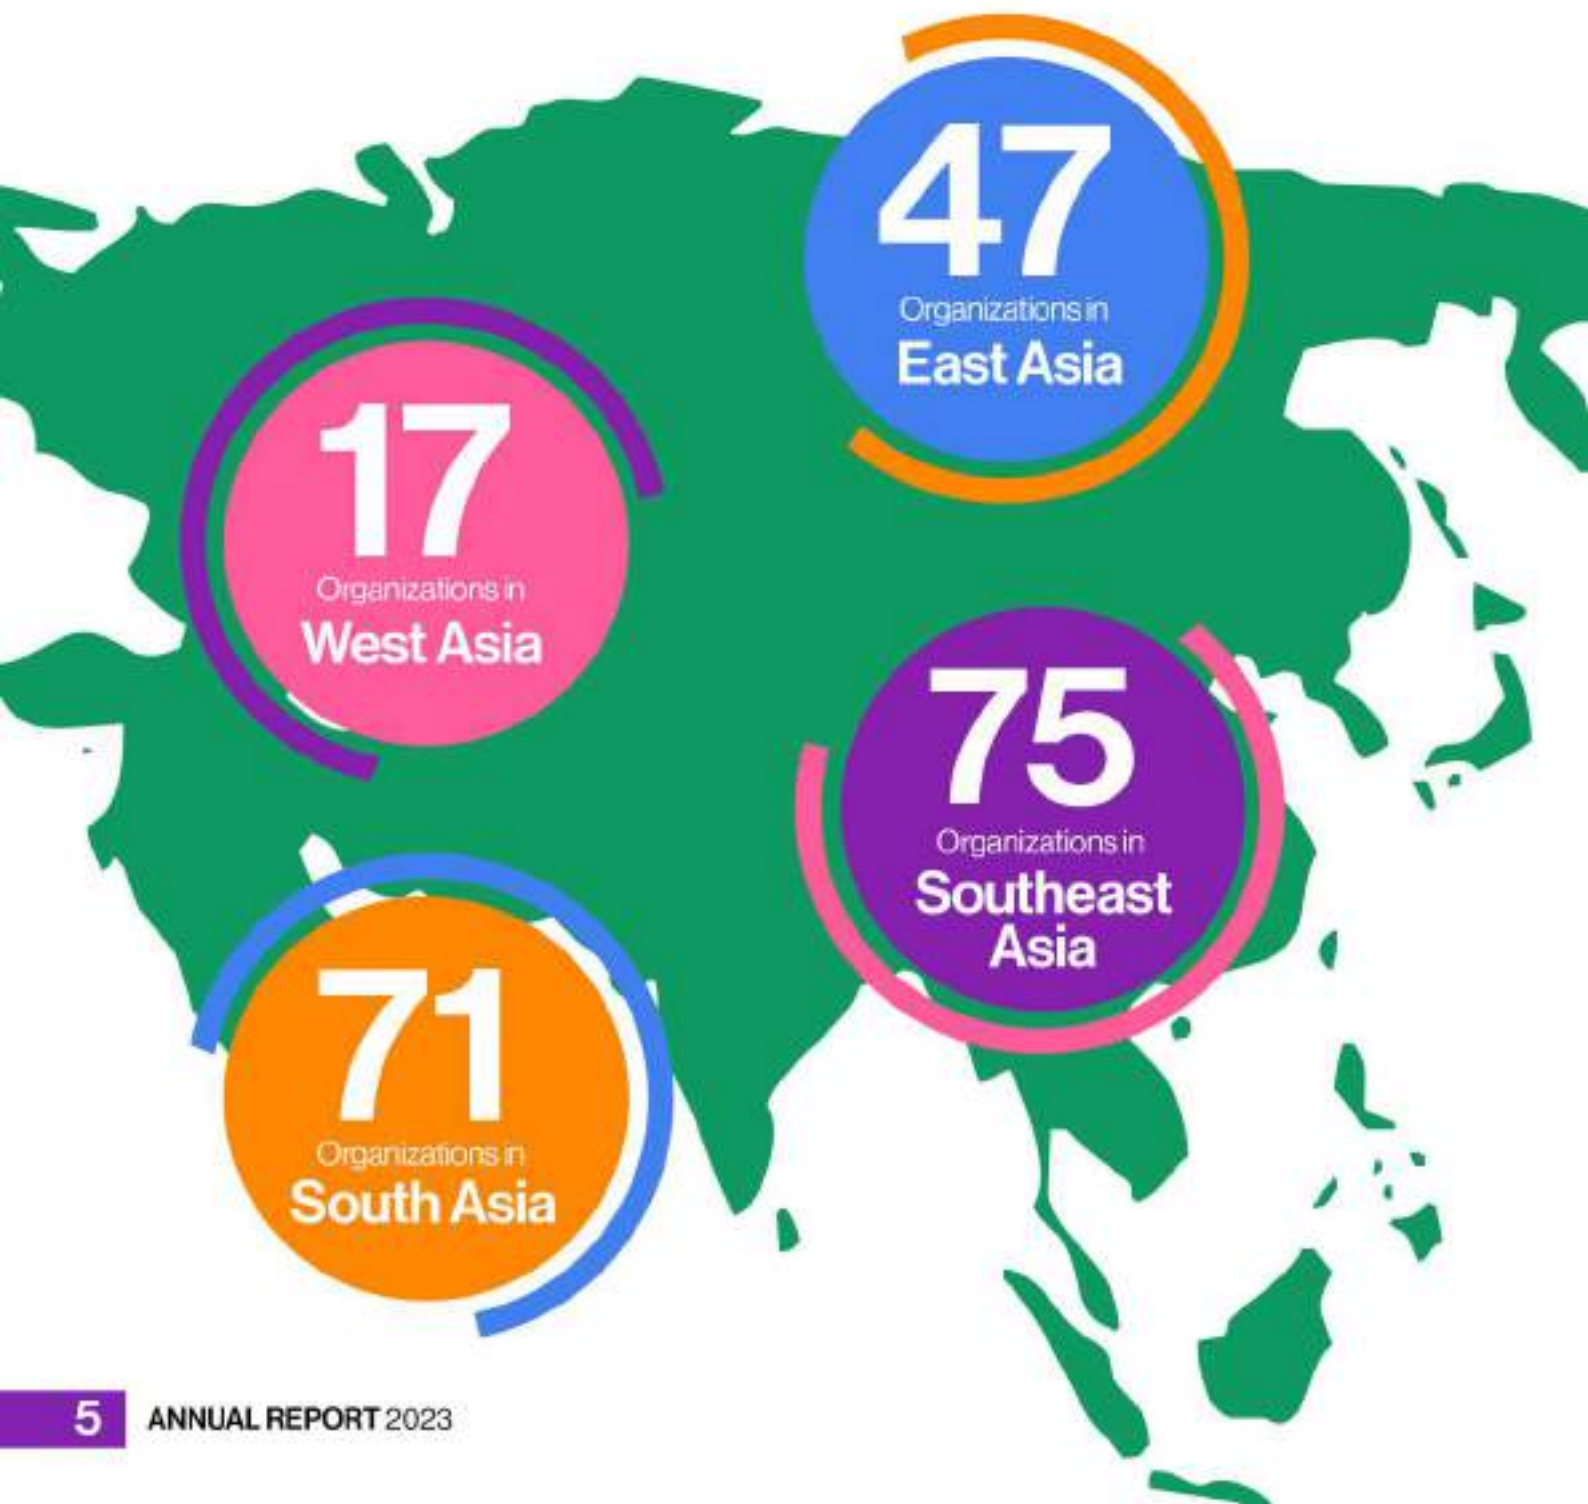 47
Organizations in
East Asia
17
Organizations in
West Asia
75
Organizations in
Southeast
Asia
71
Organizations in
South Asia
5 ANNUAL REPORT 2023